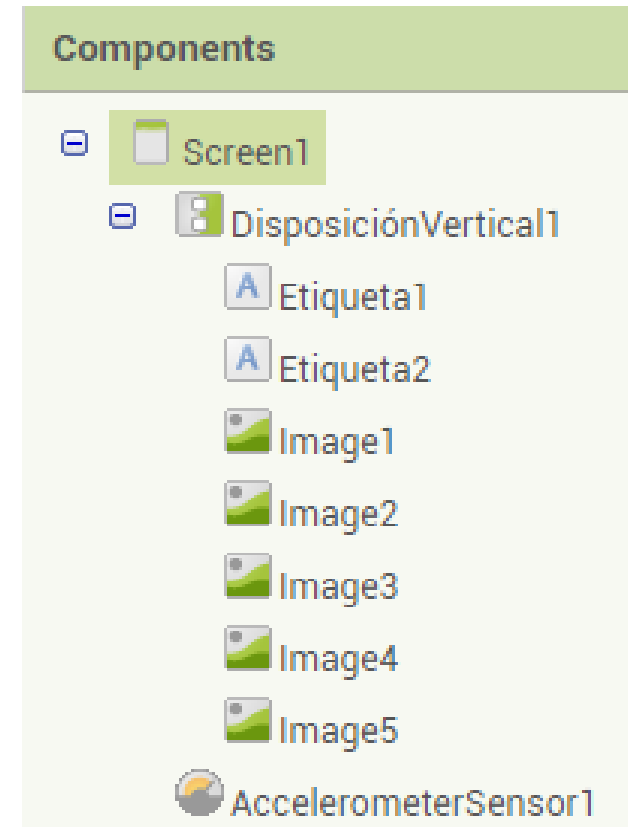 Components
Screen1
DisposiciónVertical1
A Etiqueta1
A Etiqueta2
Image1
Image2
Image3
Image4
Image5
AccelerometerSensor1